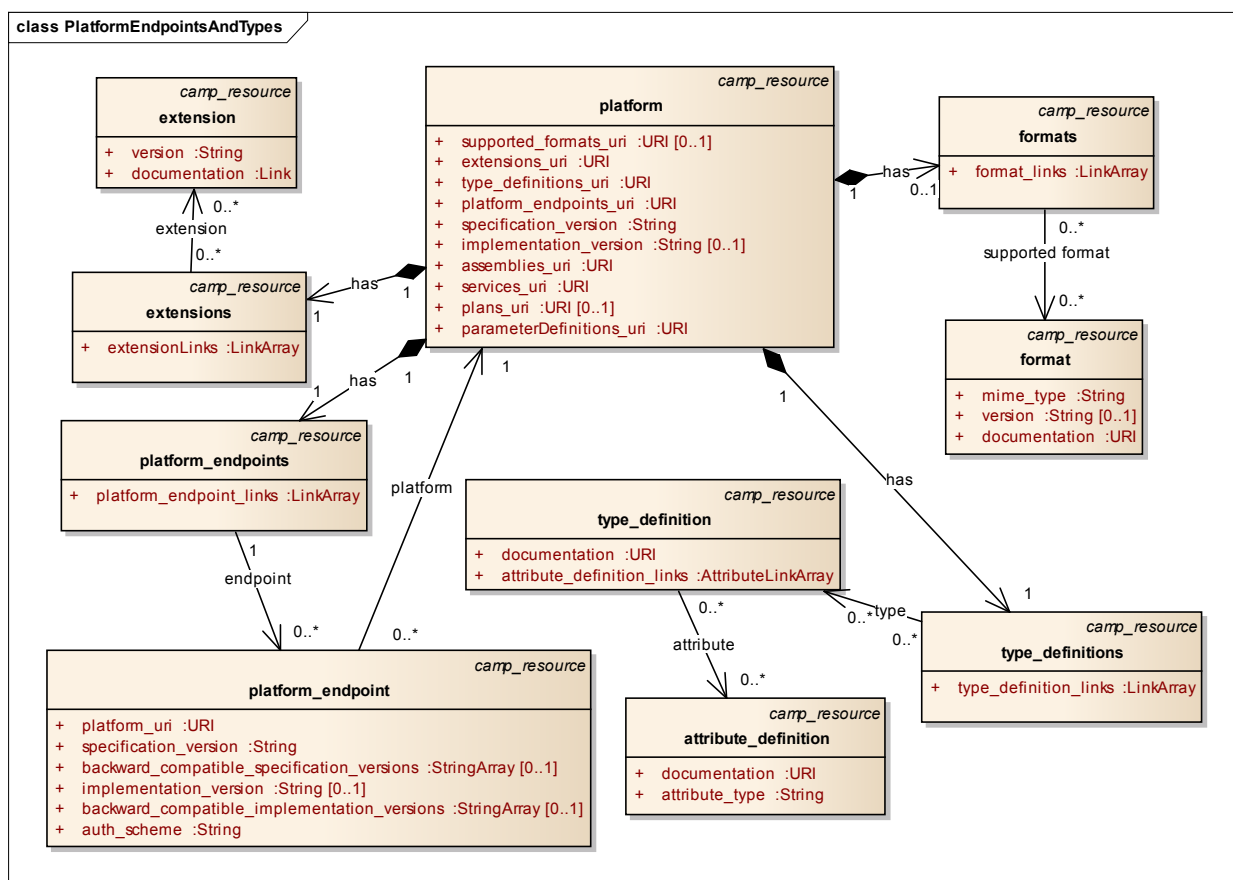 class PlatformEndpointsAndTypes
camp_resource
extension
+ version :String
+ documentation :Link
0..*
extension
0..*
camp_resource
extensions
+ extensionLinks :LinkArray
camp_resource
platform
+ supported_formats_uri :URI [0..1]
+ extensions_uri :URI
+ type_definitions_uri :URI
+ platform_endpoints_uri :URI
+ specification_version :String
+ implementation_version :String [0..1]
+ assemblies_uri :URI
+ services_uri :URI
+ plans_uri :URI [0..1]
+ parameterDefinitions_uri :URI
has
1
0..1
camp_resource
formats
+ format_links :LinkArray
0..*
supported format
0..*
camp_resource
format
+ mime_type :String
+ version :String [0..1]
+ documentation :URI
has
1
1
has
1
1
camp_resource
platform_endpoints
+ platform_endpoint_links :LinkArray
1
endpoint
0..*
1
platform
0..*
camp_resource
platform_endpoint
+ platform_uri :URI
+ specification_version :String
+ backward_compatible_specification_versions :StringArray [0..1]
+ implementation_version :String [0..1]
+ backward_compatible_implementation_versions :StringArray [0..1]
+ auth_scheme :String
1
has
1
camp_resource
type_definition
+ documentation :URI
+ attribute_definition_links :AttributeLinkArray
0..*
type
0..*
camp_resource
type_definitions
+ type_definition_links :LinkArray
0..*
attribute
0..*
camp_resource
attribute_definition
+ documentation :URI
+ attribute_type :String